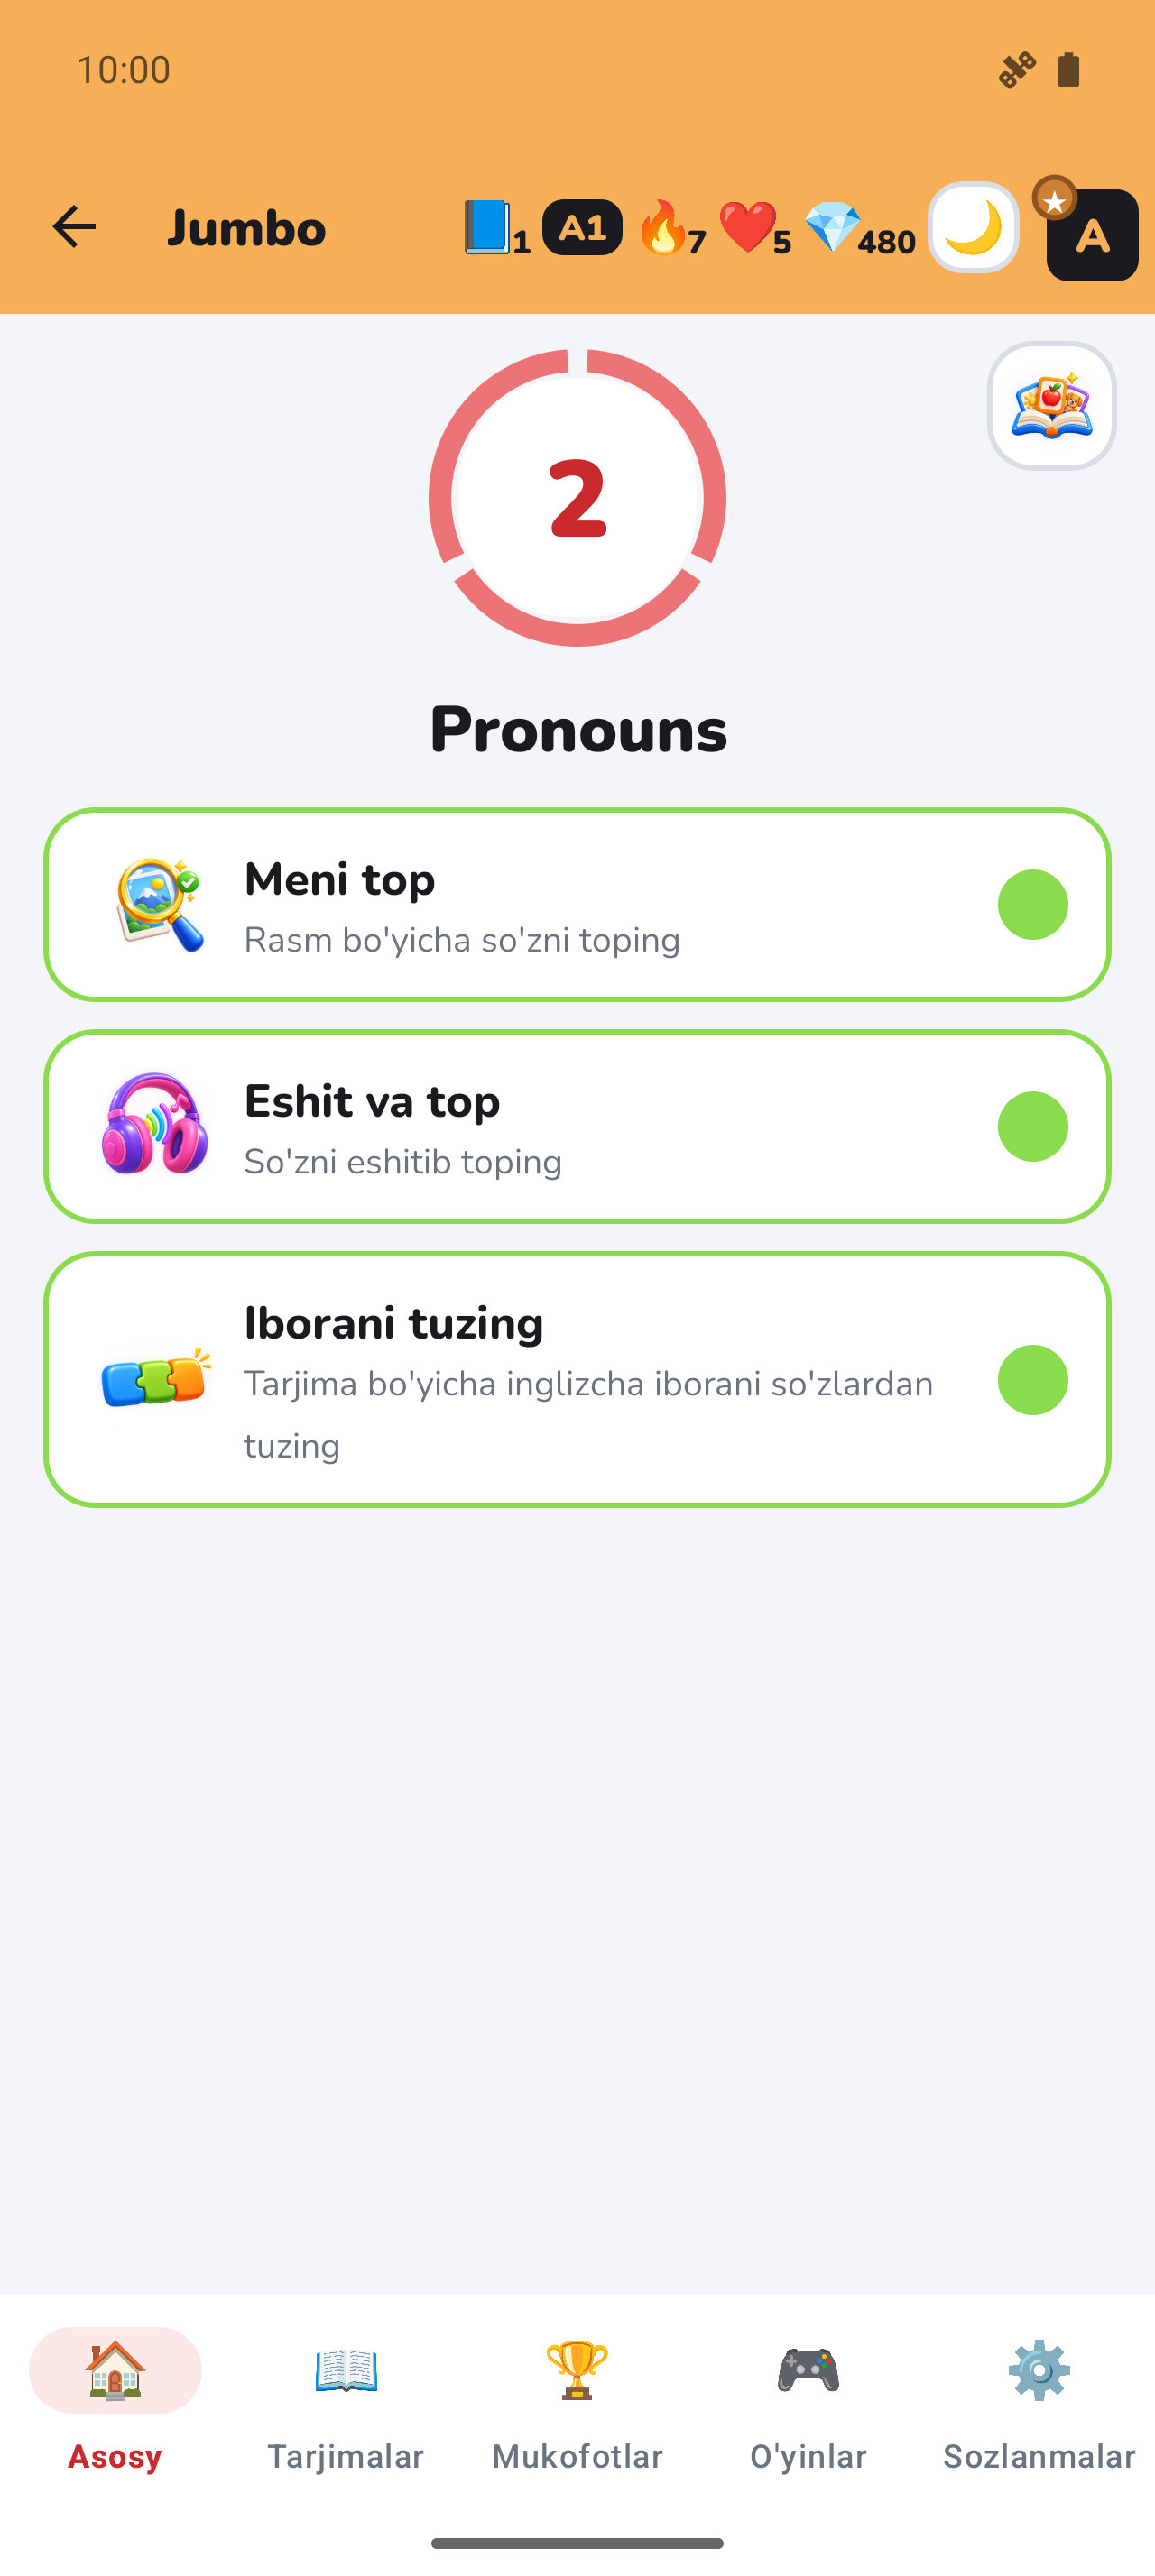 10:00
Jumbo
1 A1 7 5 480 A
2
Pronouns
Meni top
Rasm bo'yicha so'zni toping
Eshit va top
So'zni eshitib toping
Iborani tuzing
Tarjima bo'yicha inglizcha iborani so'zlardan
tuzing
Asosy Tarjimalar Mukofotlar O'yinlar Sozlanmalar